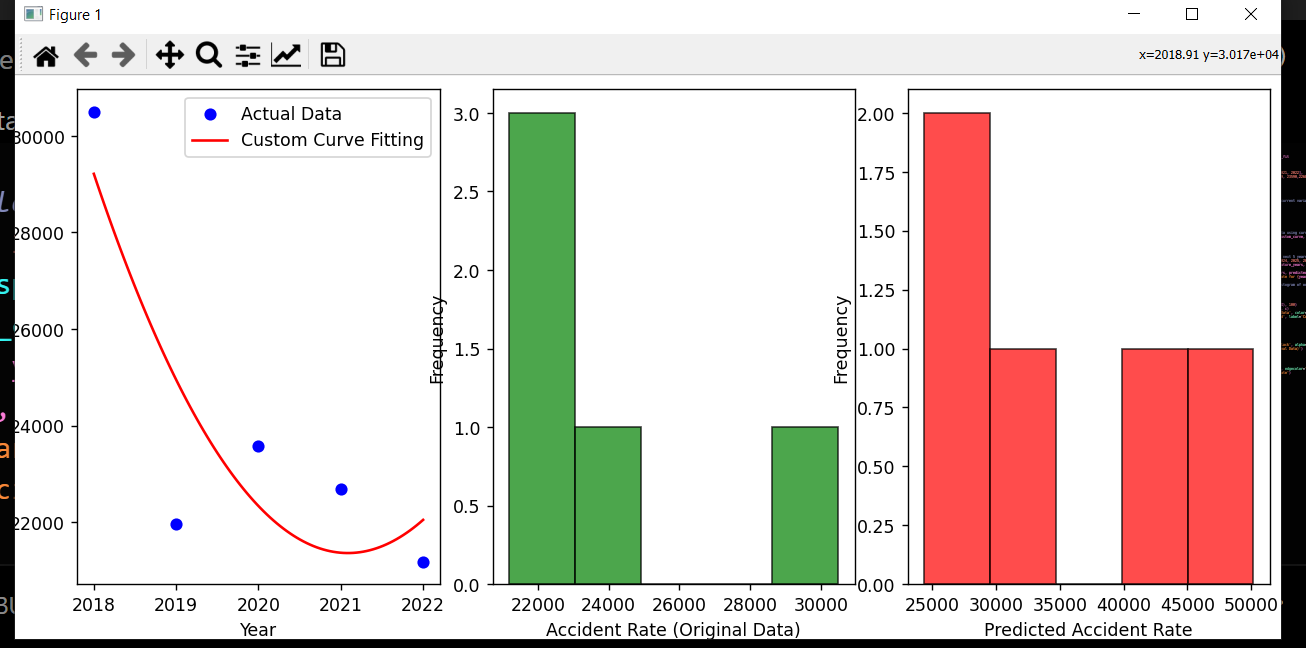 Figure 1
x=2018.91 y=3.017e+04
Actual Data
Custom Curve Fitting
30000
28000
26000
24000
22000
2018 2019 2020 2021 2022
Year
Frequency
3.0
2.5
2.0
1.5
1.0
0.5
0.0
22000 24000 26000 28000 30000
Accident Rate (Original Data)
Frequency
2.00
1.75
1.50
1.25
1.00
0.75
0.50
0.25
0.00
25000 30000 35000 40000 45000 50000
Predicted Accident Rate